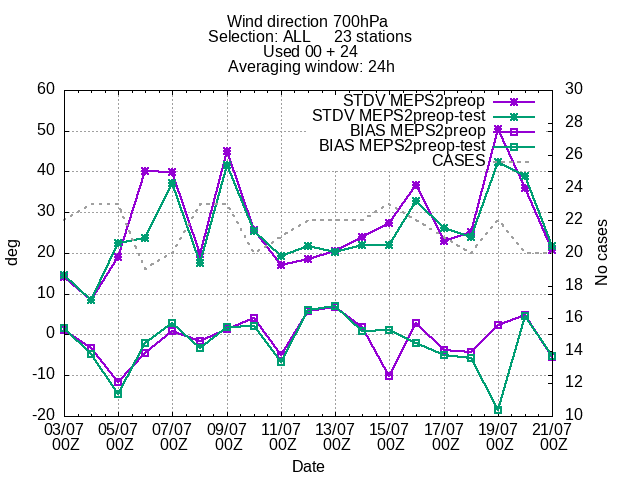 Wind direction 700hPa
Selection: ALL 23 stations
Used 00 + 24
Averaging window: 24h
STDV MEPS2preop
STDV MEPS2preop-test
BIAS MEPS2preop
BIAS MEPS2preop-test
CASES
deg
60
50
40
30
20
10
0
-10
-20
No cases
30
28
26
24
22
20
18
16
14
12
10
03/07 05/07 07/07 09/07 11/07 13/07 15/07 17/07 19/07 21/07
00Z 00Z 00Z 00Z 00Z 00Z 00Z 00Z 00Z 00Z
Date